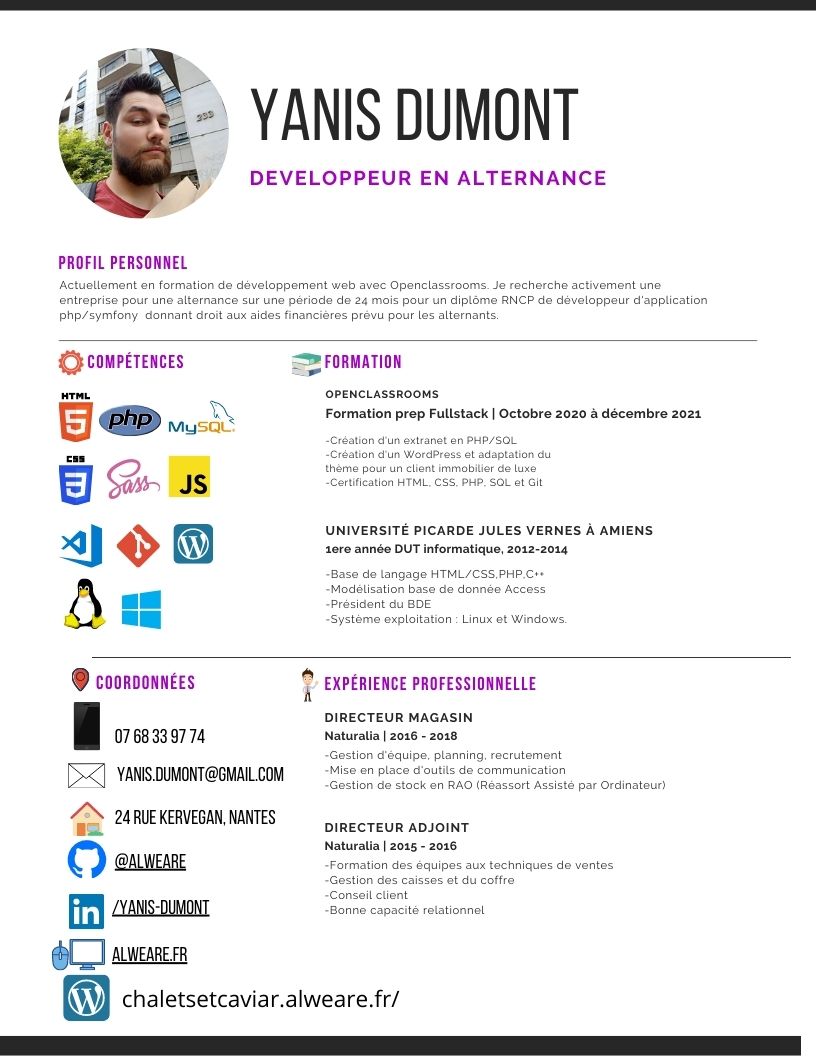 YANIS DUMONT
DEVELOPPEUR EN ALTERNANCE
233
PROFIL PERSONNEL
Actuellement en formation de développement web avec Openclassrooms. Je recherche activement une
entreprise pour une alternance sur une période de 24 mois pour un diplôme RNCP de développeur d'application
php/symfony donnant droit aux aides financières prévu pour les alternants.
COMPÉTENCES
HTML
5
php
MySQL
CSS
3
Sass
JS
FORMATION
OPENCLASSROOMS
Formation prep Fullstack | Octobre 2020 à décembre 2021
-Création d'un extranet en PHP/SQL
-Création d'un WordPress et adaptation du
thème pour un client immobilier de luxe
-Certification HTML, CSS, PHP, SQL et Git
UNIVERSITÉ PICARDE JULES VERNES À AMIENS
1ere année DUT informatique, 2012-2014
-Base de langage HTML/CSS,PHP,C++
-Modélisation base de donnée Access
-Président du BDE
-Système exploitation : Linux et Windows.
COORDONNÉES
07 68 33 97 74
YANIS.DUMONT@GMAIL.COM
24 RUE KERVEGAN, NANTES
@ALWEARE
in
/YANIS-DUMONT
ALWEARE.FR
chaletsetcaviar.alweare.fr/
EXPÉRIENCE PROFESSIONNELLE
DIRECTEUR MAGASIN
Naturalia | 2016 - 2018
-Gestion d'équipe, planning, recrutement
-Mise en place d'outils de communication
-Gestion de stock en RAO (Réassort Assisté par Ordinateur)
DIRECTEUR ADJOINT
Naturalia | 2015 - 2016
-Formation des équipes aux techniques de ventes
-Gestion des caisses et du coffre
-Conseil client
-Bonne capacité relationnel